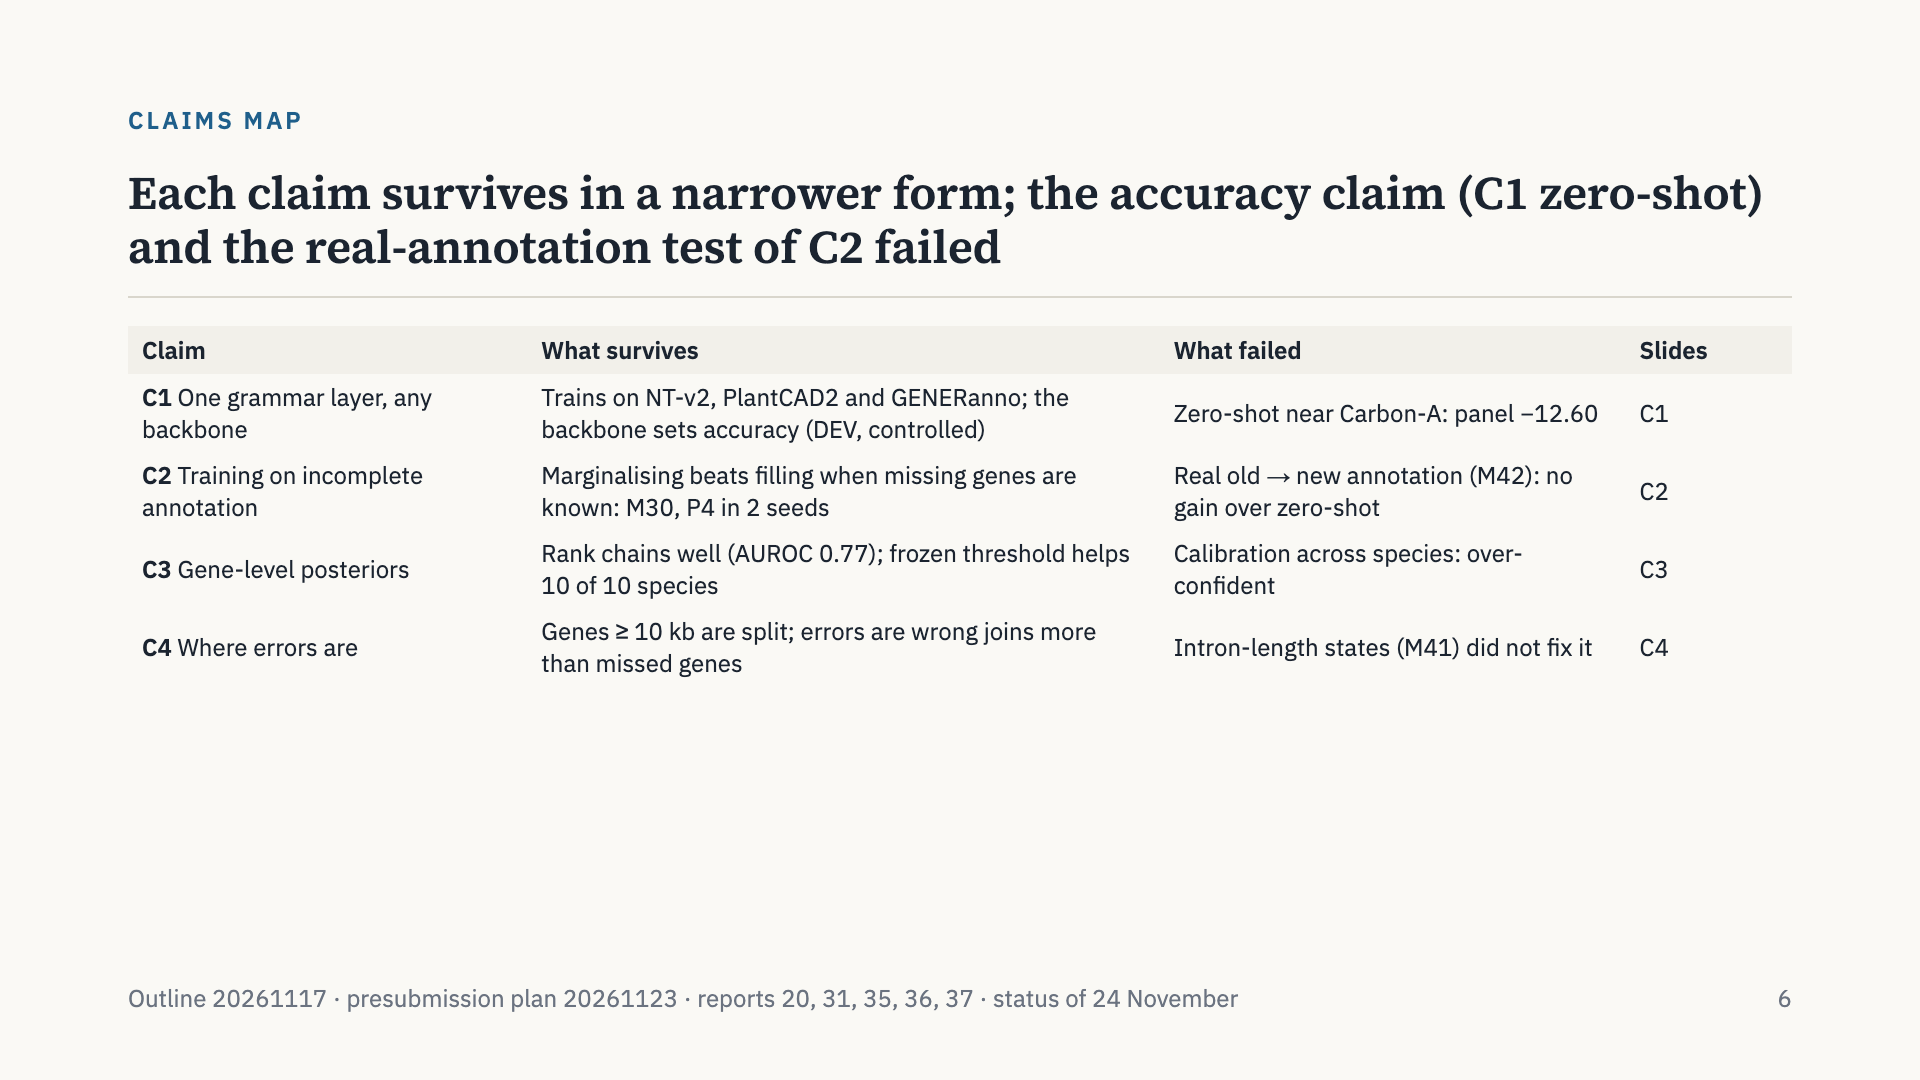 CLAIMS MAP
Each claim survives in a narrower form; the accuracy claim (C1 zero-shot)
and the real-annotation test of C2 failed
Claim What survives What failed Slides
C1 One grammar layer, any
backbone
Trains on NT-v2, PlantCAD2 and GENERanno; the
backbone sets accuracy (DEV, controlled)
Zero-shot near Carbon-A: panel −12.60
C1
C2 Training on incomplete
annotation
Marginalising beats filling when missing genes are
known: M30, P4 in 2 seeds
Real old → new annotation (M42): no
gain over zero-shot
C2
C3 Gene-level posteriors
Rank chains well (AUROC 0.77); frozen threshold helps
10 of 10 species
Calibration across species: over-
confident
C3
C4 Where errors are
Genes ≥ 10 kb are split; errors are wrong joins more
than missed genes
Intron-length states (M41) did not fix it
C4
Outline 20261117 · presubmission plan 20261123 · reports 20, 31, 35, 36, 37 · status of 24 November
6